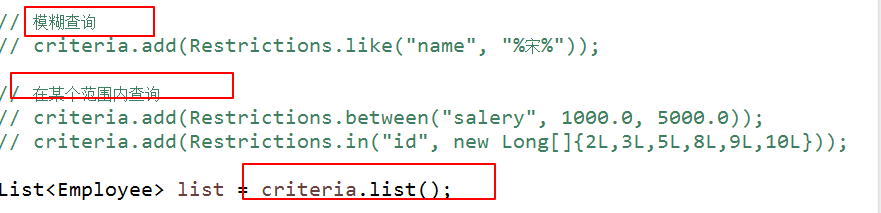 // 模糊查询
// criteria.add(Restrictions.like("name", "%宋%"));
// 在某个范围内查询
// criteria.add(Restrictions.between("salery", 1000.0, 5000.0));
// criteria.add(Restrictions.in("id", new Long[]{2L,3L,5L,8L,9L,10L}));
List<Employee> list = criteria.list();